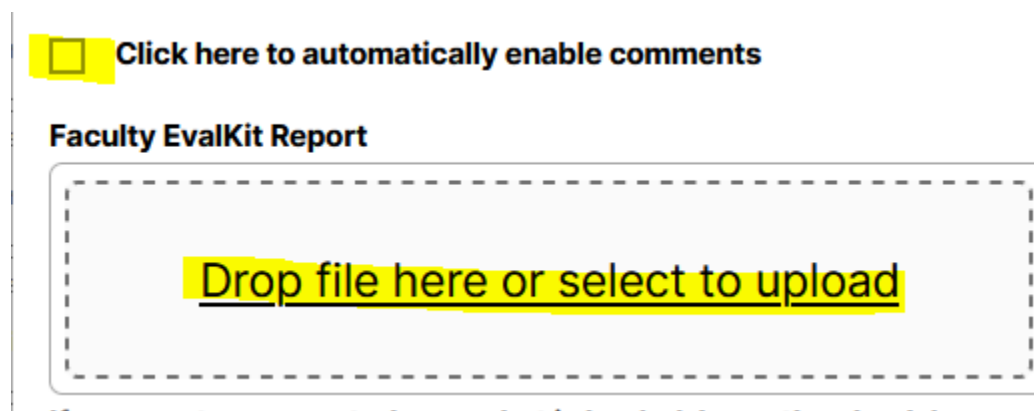 Click here to automatically enable comments
Faculty EvalKit Report
Drop file here or select to upload